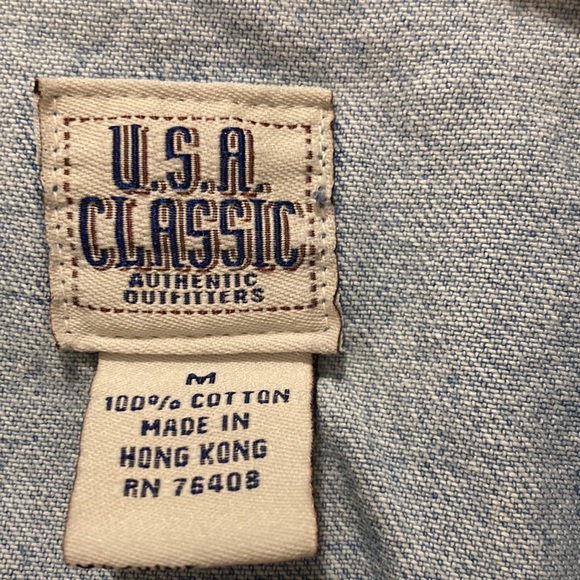 U.S.A.
CLASSIC
AUTHENTIC
OUTFITTERS
M
100% COTTON
MADE IN
HONG KONG
RN 76408